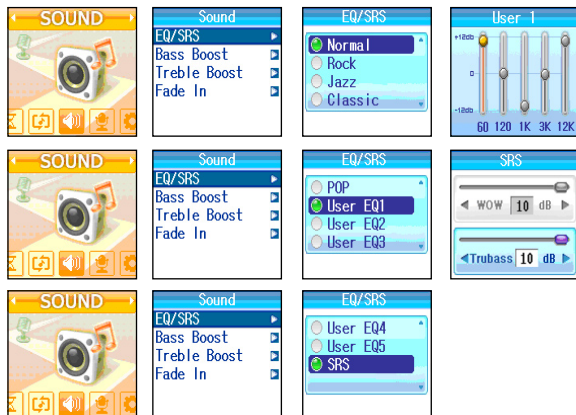 SOUND
Sound
EQ/SRS
Bass Boost
Treble Boost
Fade In
EQ/SRS
Normal
Rock
Jazz
Classic
User 1
+12db
0
-12db
60 120 1K 3K 12K
SOUND
Sound
EQ/SRS
Bass Boost
Treble Boost
Fade In
EQ/SRS
POP
User EQ1
User EQ2
User EQ3
SRS
WOW 10 dB
Trubass 10 dB
SOUND
Sound
EQ/SRS
Bass Boost
Treble Boost
Fade In
EQ/SRS
User EQ4
User EQ5
SRS